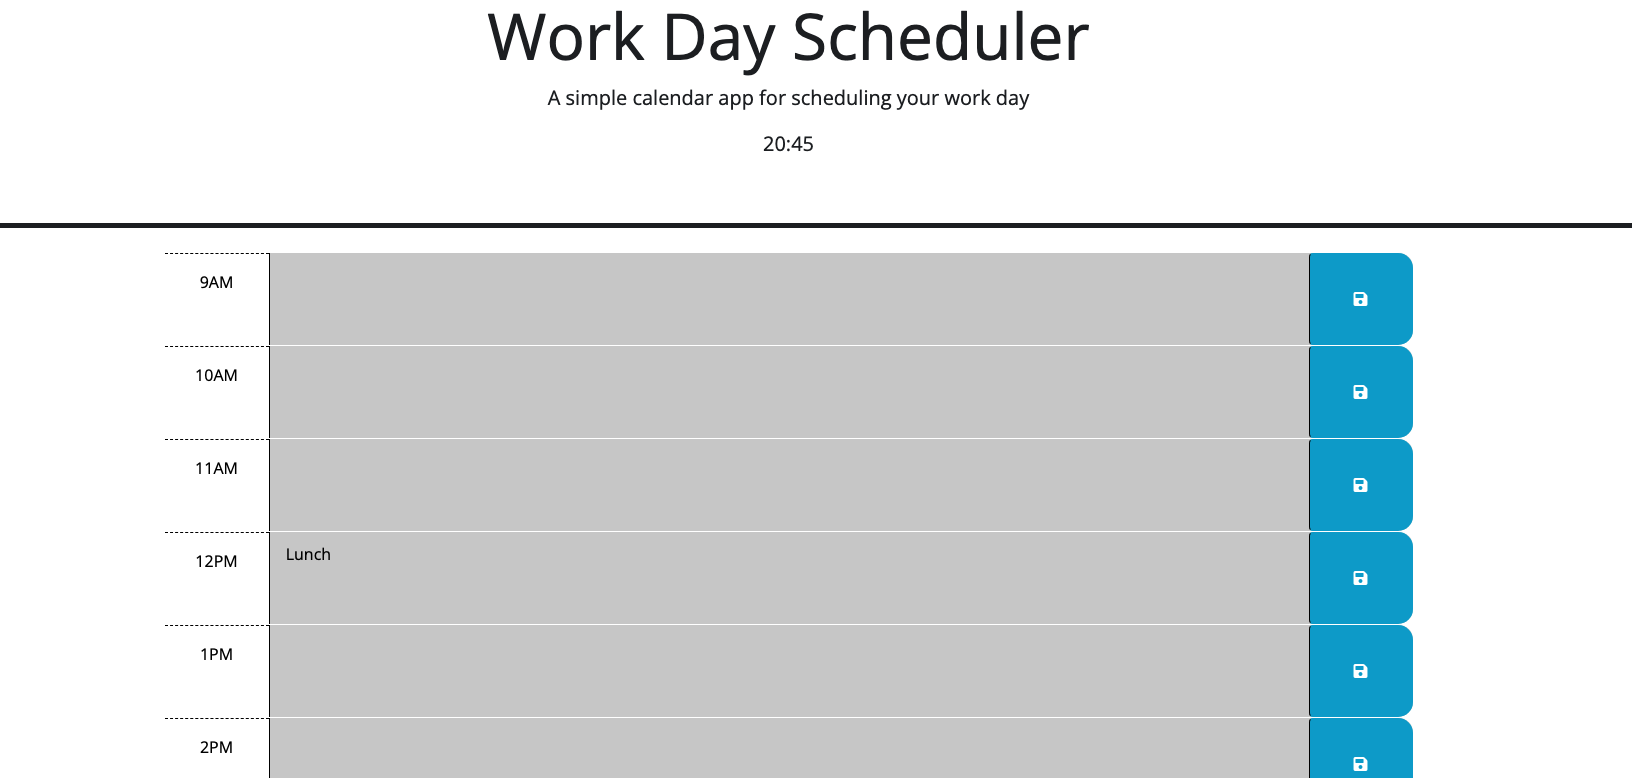 Work Day Scheduler
A simple calendar app for scheduling your work day
20:45
9AM
10AM
11AM
12PM
Lunch
1PM
2PM